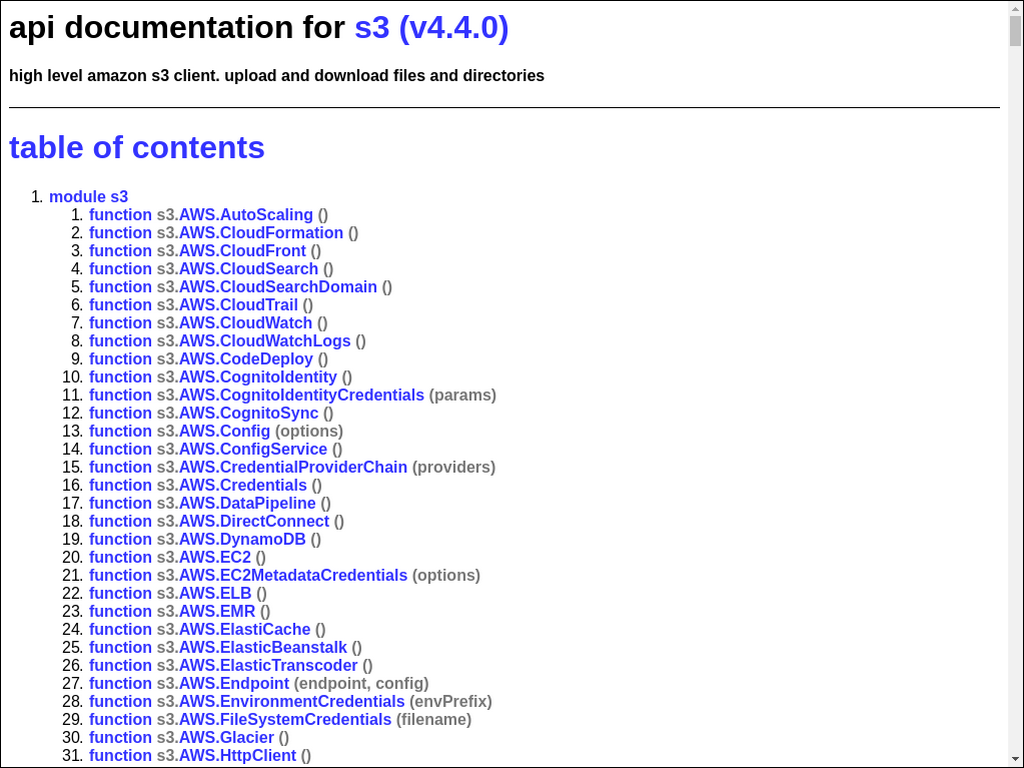 api documentation for s3 (v4.4.0)
high level amazon s3 client. upload and download files and directories
table of contents
1. module s3
1. function s3.AWS.AutoScaling ()
2. function s3.AWS.CloudFormation ()
3. function s3.AWS.CloudFront ()
4. function s3.AWS.CloudSearch ()
5. function s3.AWS.CloudSearchDomain ()
6. function s3.AWS.CloudTrail ()
7. function s3.AWS.CloudWatch ()
8. function s3.AWS.CloudWatchLogs ()
9. function s3.AWS.CodeDeploy ()
10. function s3.AWS.CognitoIdentity ()
11. function s3.AWS.CognitoIdentityCredentials (params)
12. function s3.AWS.CognitoSync ()
13. function s3.AWS.Config (options)
14. function s3.AWS.ConfigService ()
15. function s3.AWS.CredentialProviderChain (providers)
16. function s3.AWS.Credentials ()
17. function s3.AWS.DataPipeline ()
18. function s3.AWS.DirectConnect ()
19. function s3.AWS.DynamoDB ()
20. function s3.AWS.EC2 ()
21. function s3.AWS.EC2MetadataCredentials (options)
22. function s3.AWS.ELB ()
23. function s3.AWS.EMR ()
24. function s3.AWS.ElastiCache ()
25. function s3.AWS.ElasticBeanstalk ()
26. function s3.AWS.ElasticTranscoder ()
27. function s3.AWS.Endpoint (endpoint, config)
28. function s3.AWS.EnvironmentCredentials (envPrefix)
29. function s3.AWS.FileSystemCredentials (filename)
30. function s3.AWS.Glacier ()
31. function s3.AWS.HttpClient ()